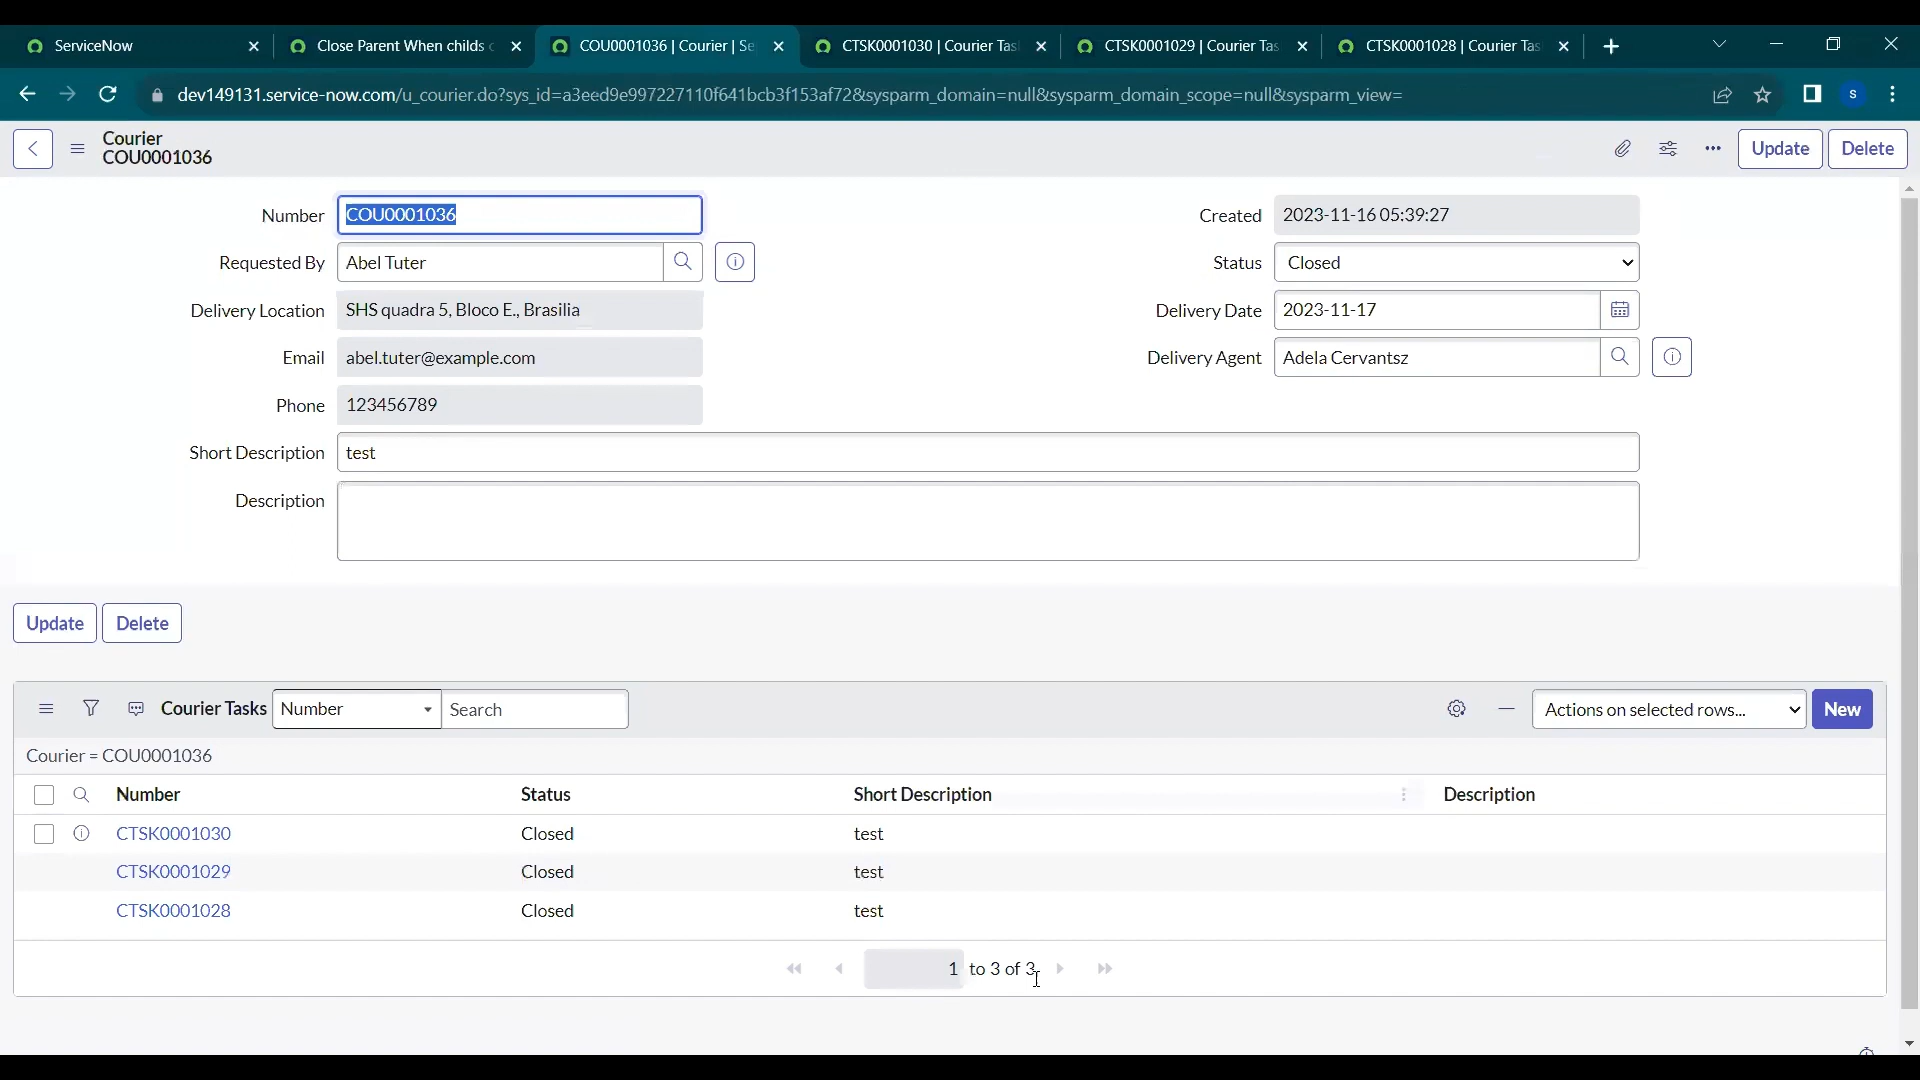 ServiceNow
Close Parent When childs c
COU0001036 | Courier | Se
CTSK0001030 | Courier Tas
CTSK0001029 | Courier Tas
CTSK0001028 | Courier Tas
dev149131.service-now.com/u_courier.do?sys_id=a3eed9e997227110f641bcb3f153af72&sysparm_domain=null&sysparm_domain_scope=null&sysparm_view=
S
Courier
COU0001036
Update
Delete
Number
COU0001036
Created
2023-11-16 05:39:27
Requested By
Abel Tuter
Status
Closed
Delivery Location
SHS quadra 5, Bloco E., Brasilia
Delivery Date
2023-11-17
Email
abel.tuter@example.com
Delivery Agent
Adela Cervantsz
Phone
123456789
Short Description
test
Description
Update
Delete
Courier Tasks
Number
Search
Actions on selected rows...
New
Courier = COU0001036
Number
Status
Short Description
Description
CTSK0001030 Closed test
CTSK0001029 Closed test
CTSK0001028 Closed test
1 to 3 of 3